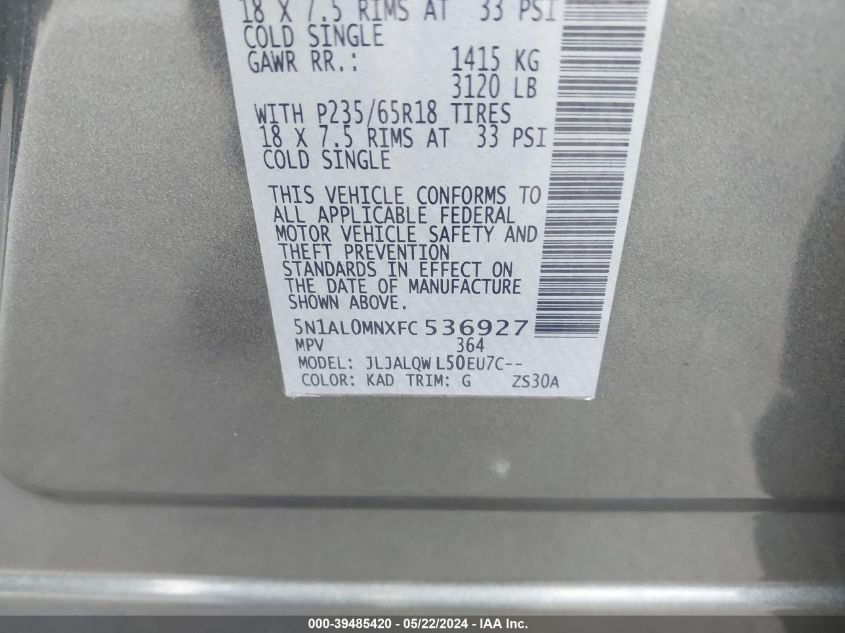 18 X 7.5 RIMS AT 33 PSI
COLD SINGLE
GAWR RR.: 1415 KG
3120 LB
WITH P235/65R18 TIRES
18 X 7.5 RIMS AT 33 PSI
COLD SINGLE
THIS VEHICLE CONFORMS TO
ALL APPLICABLE FEDERAL
MOTOR VEHICLE SAFETY AND
THEFT PREVENTION
STANDARDS IN EFFECT ON
THE DATE OF MANUFACTURE
SHOWN ABOVE.
5N1AL0MNXFC536927
MPV 364
MODEL: JLJALQWL50EU7C--
COLOR: KAD TRIM: G ZS30A
000-39485420 - 05/22/2024 - IAA Inc.